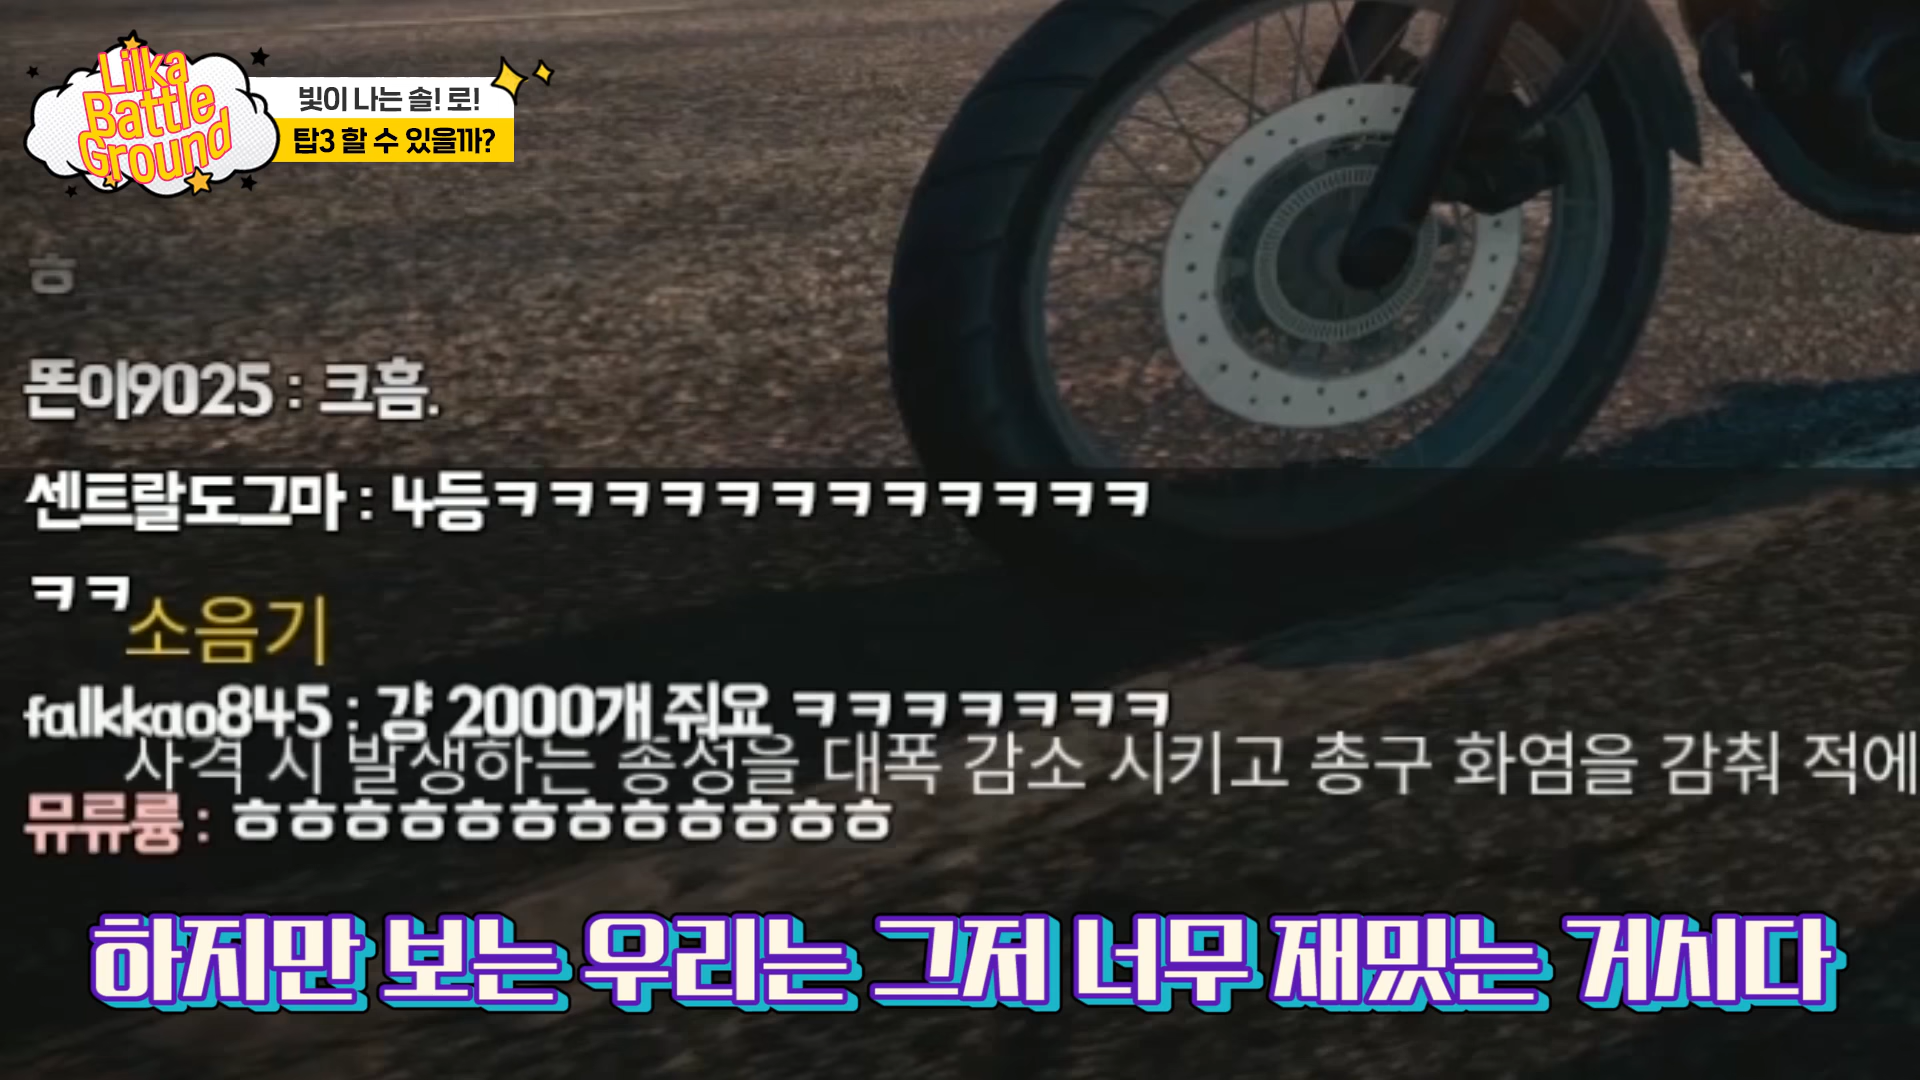 Lilka
Battle
Ground
빛이 나는 솔! 로!
탑3 할 수 있을까?
ㅎ
똔이9025 : 크흠.
센트랄도그마 : 4등ㅋㅋㅋㅋㅋㅋㅋㅋㅋㅋㅋㅋ
ㅋㅋ
소음기
falkkao845 : 걍 2000개 줘요 ㅋㅋㅋㅋㅋㅋㅋ
사격 시 발생하는 총성을 대폭 감소 시키고 총구 화염을 감춰 적에
뮤류륭 : ㅎㅎㅎㅎㅎㅎㅎㅎㅎㅎㅎㅎ
하지만 보는 우리는 그저 너무 재밌는 거시다